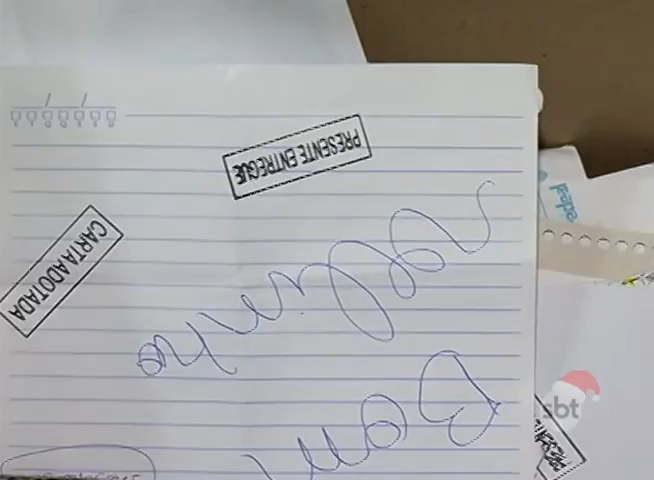 Bom
velhinho
PRESENTE ENTREGUE
CARTA ADOTADA
sbt